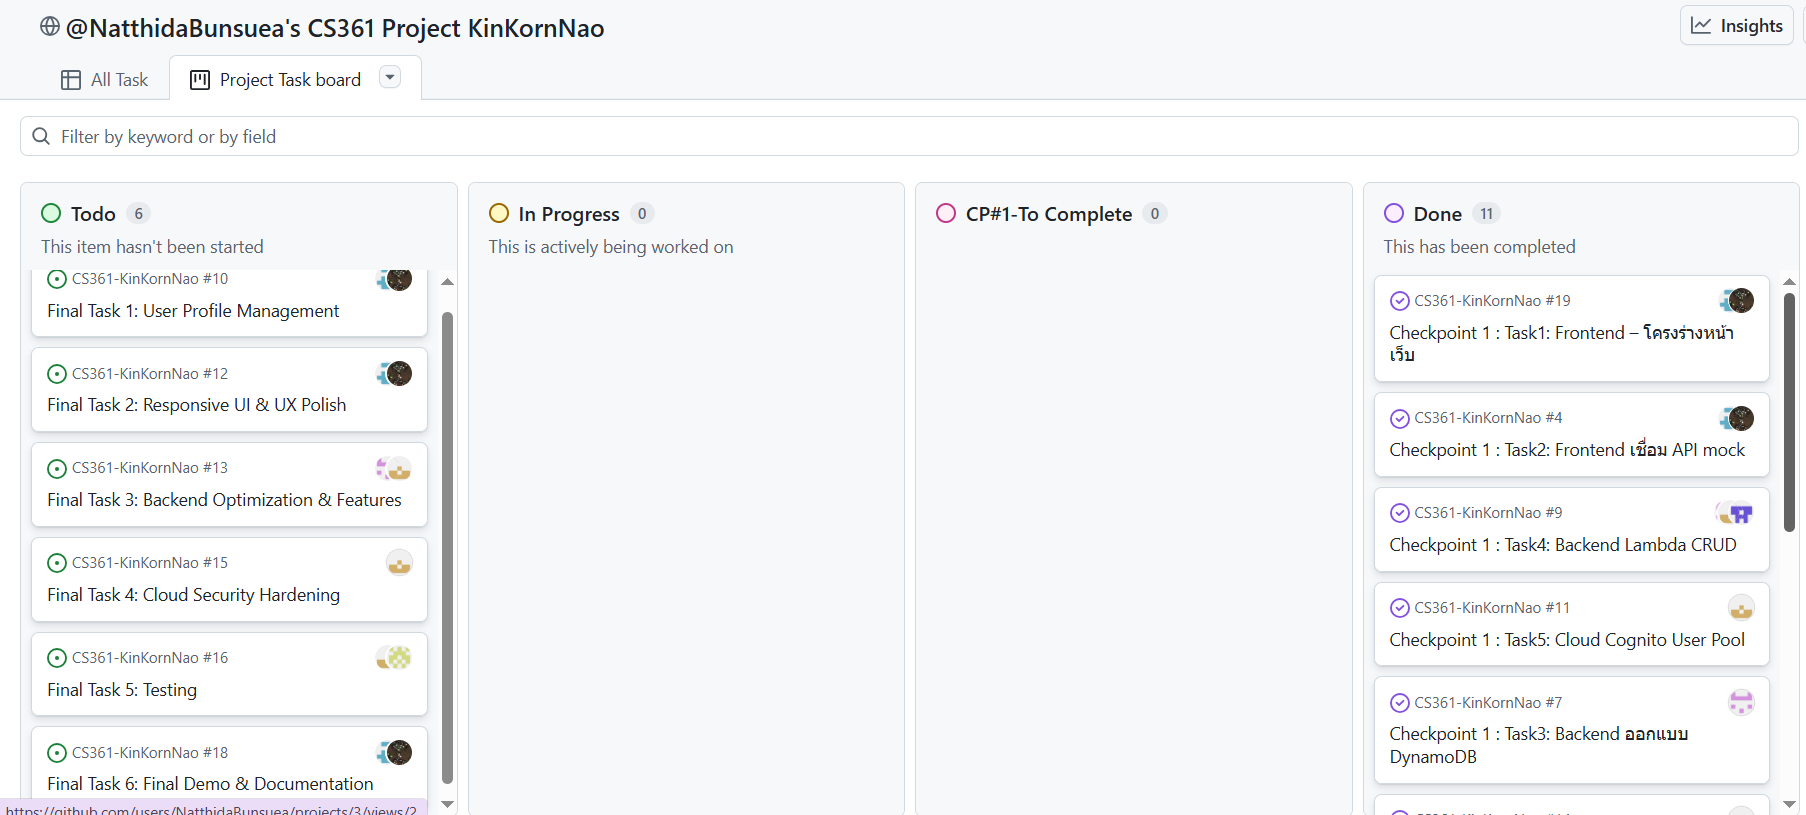 @NatthidaBunsuea's CS361 Project KinKornNao
Insights
All Task
Project Task board
Filter by keyword or by field
Todo 6
This item hasn't been started
CS361-KinKornNao #10
Final Task 1: User Profile Management
CS361-KinKornNao #12
Final Task 2: Responsive UI & UX Polish
CS361-KinKornNao #13
Final Task 3: Backend Optimization & Features
CS361-KinKornNao #15
Final Task 4: Cloud Security Hardening
CS361-KinKornNao #16
Final Task 5: Testing
CS361-KinKornNao #18
Final Task 6: Final Demo & Documentation
In Progress 0
This is actively being worked on
CP#1-To Complete 0
Done 11
This has been completed
CS361-KinKornNao #19
Checkpoint 1 : Task1: Frontend – โครงร่างหน้า
เว็บ
CS361-KinKornNao #4
Checkpoint 1 : Task2: Frontend เชื่อม API mock
CS361-KinKornNao #9
Checkpoint 1 : Task4: Backend Lambda CRUD
CS361-KinKornNao #11
Checkpoint 1 : Task5: Cloud Cognito User Pool
CS361-KinKornNao #7
Checkpoint 1 : Task3: Backend ออกแบบ
DynamoDB
https://github.com/users/NatthidaBunsuea/projects/3/views/2